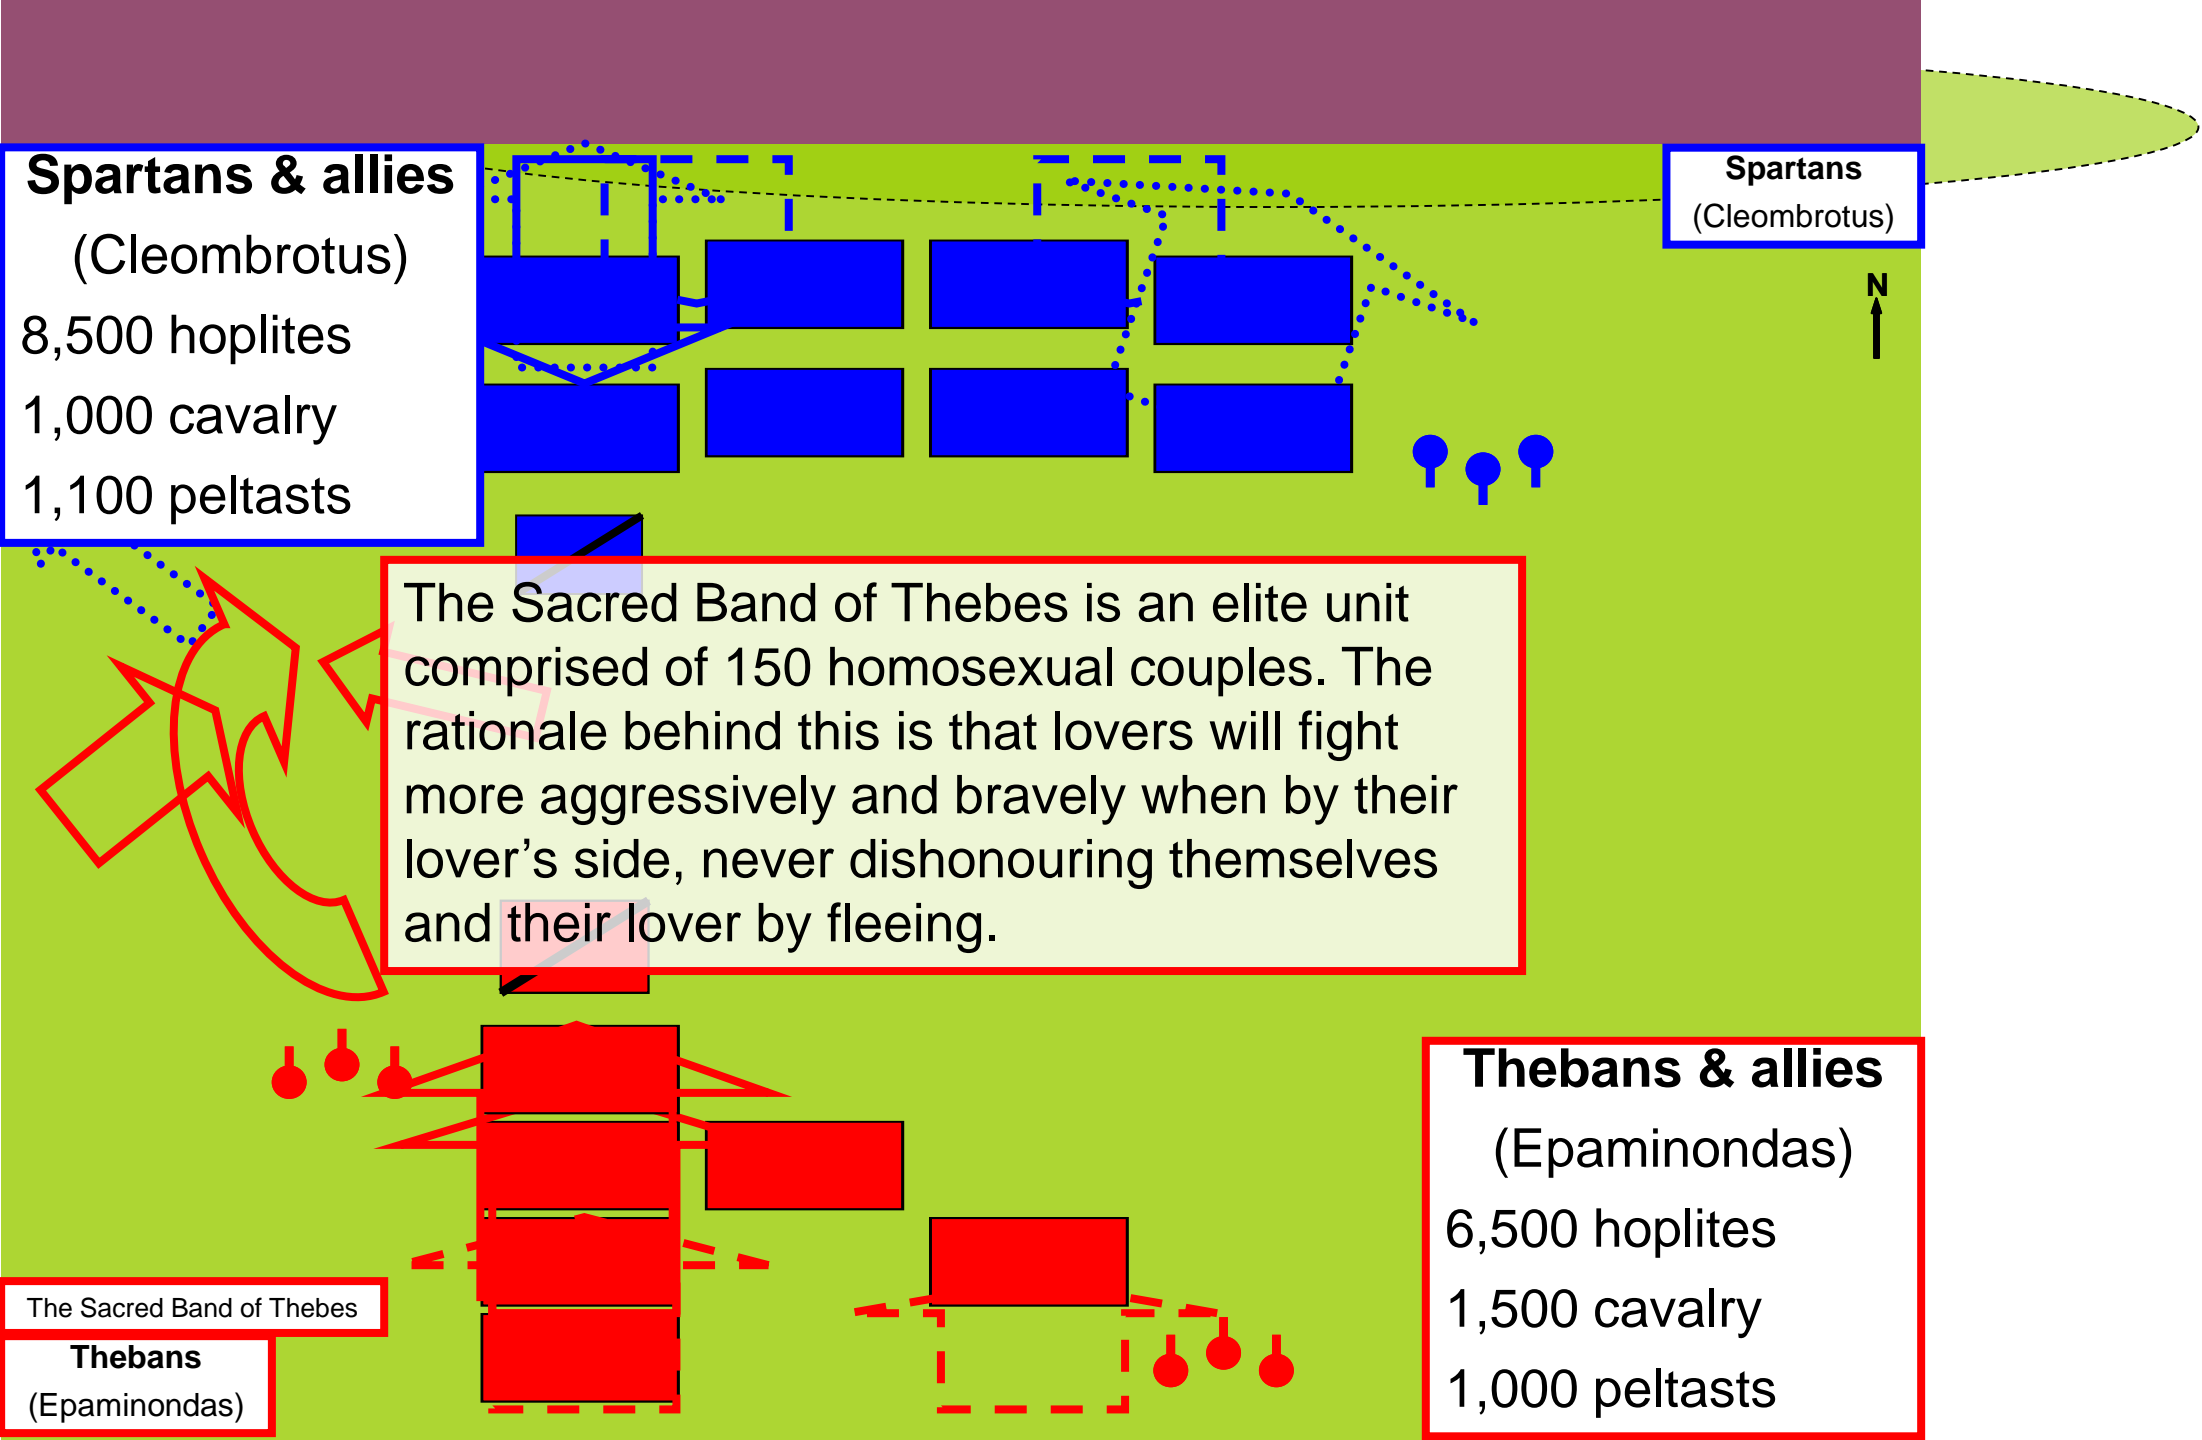 Spartans & allies
(Cleombrotus)
8,500 hoplites
1,000 cavalry
1,100 peltasts
Spartans
(Cleombrotus)
N
The Sacred Band of Thebes is an elite unit
comprised of 150 homosexual couples. The
rationale behind this is that lovers will fight
more aggressively and bravely when by their
lover’s side, never dishonouring themselves
and their lover by fleeing.
The Sacred Band of Thebes
Thebans
(Epaminondas)
Thebans & allies
(Epaminondas)
6,500 hoplites
1,500 cavalry
1,000 peltasts